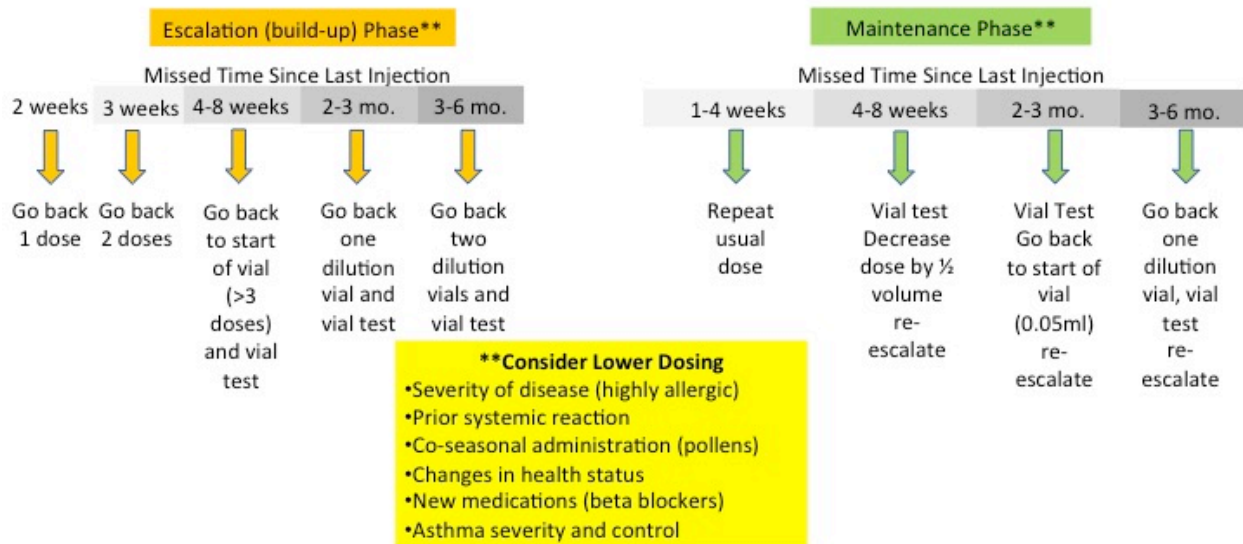 Escalation (build-up) Phase**
Missed Time Since Last Injection
2 weeks 3 weeks 4-8 weeks 2-3 mo. 3-6 mo.
Go back
1 dose
Go back
2 doses
Go back
to start
of vial
(>3
doses)
and vial
test
Go back
one
dilution
vial and
vial test
Go back
two
dilution
vials and
vial test
Maintenance Phase**
Missed Time Since Last Injection
1-4 weeks 4-8 weeks 2-3 mo. 3-6 mo.
Repeat
usual
dose
Vial test
Decrease
dose by ½
volume
re-
escalate
Vial Test
Go back
to start of
vial
(0.05ml)
re-
escalate
Go back
one
dilution
vial, vial
test
re-
escalate
**Consider Lower Dosing
•Severity of disease (highly allergic)
•Prior systemic reaction
•Co-seasonal administration (pollens)
•Changes in health status
•New medications (beta blockers)
•Asthma severity and control